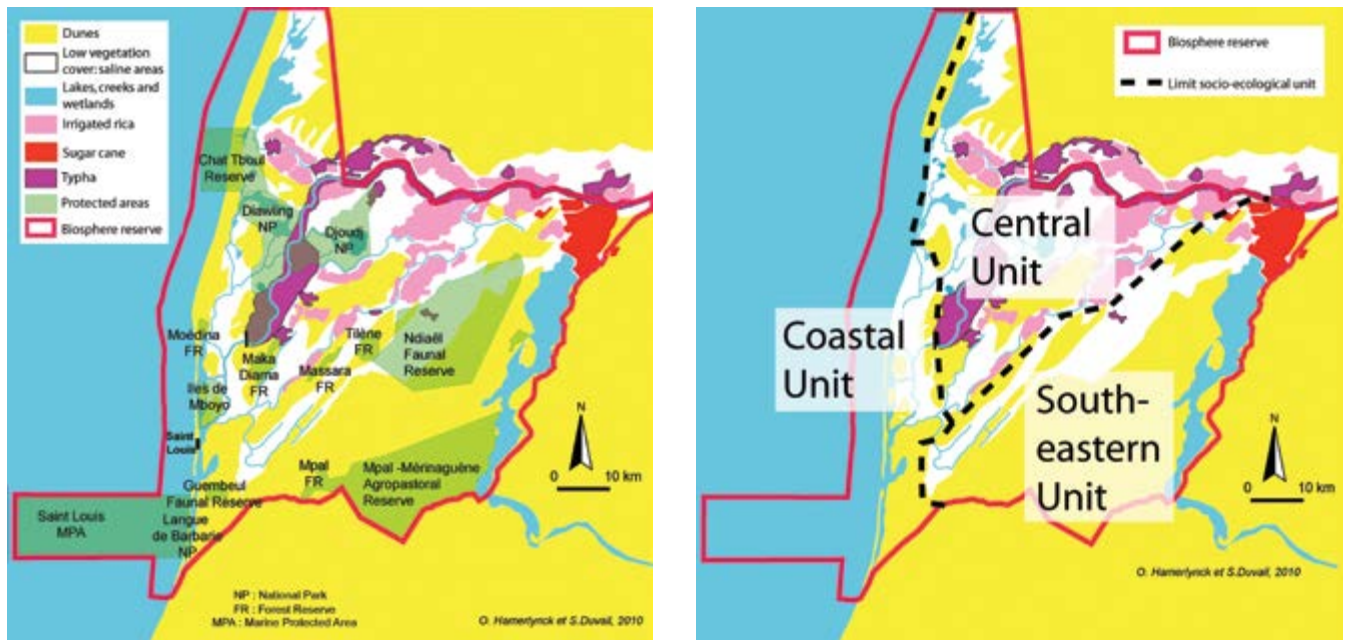 Dunes
Low vegetation
cover: saline areas
Lakes, creeks and
wetlands
Irrigated rica
Sugar cane
Typha
Protected areas
Biosphere reserve
Chat Tboul
Reserve
Diawling
NP
Djoudj
NP
Moédina
FR
Maka
Diama
FR
Tilène
FR
Massara
FR
Ndiaël
Faunal
Reserve
Iles de
Mboyo
Saint
Louis
Mpal
FR
Mpal -Mérinaguène
Agropastoral
Reserve
Guembeul
Faunal Reserve
Saint Louis
MPA
Langue
de Barbarie
NP
N
0 10 km
NP : National Park
FR : Forest Reserve
MPA : Marine Protected Area
O. Hamerlynck et S.Duvail, 2010
Biosphere reserve
Limit socio-ecological unit
Central
Unit
Coastal
Unit
South-
eastern
Unit
N
0 10 km
O. Hamerlynck et S.Duvail, 2010